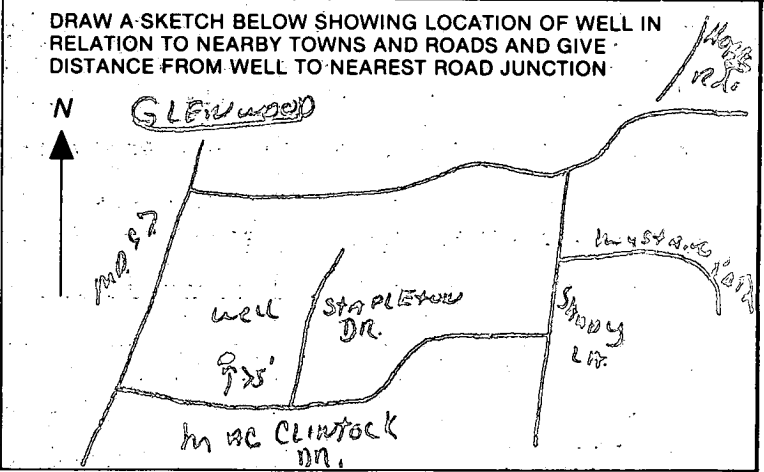 DRAW A SKETCH BELOW SHOWING LOCATION OF WELL IN
RELATION TO NEARBY TOWNS AND ROADS AND GIVE
DISTANCE FROM WELL TO NEAREST ROAD JUNCTION
RD.
N
GLENWOOD
MD. 97
well
STAPLETON
DR.
SHADY
LN.
MAC CLINTOCK
DR.